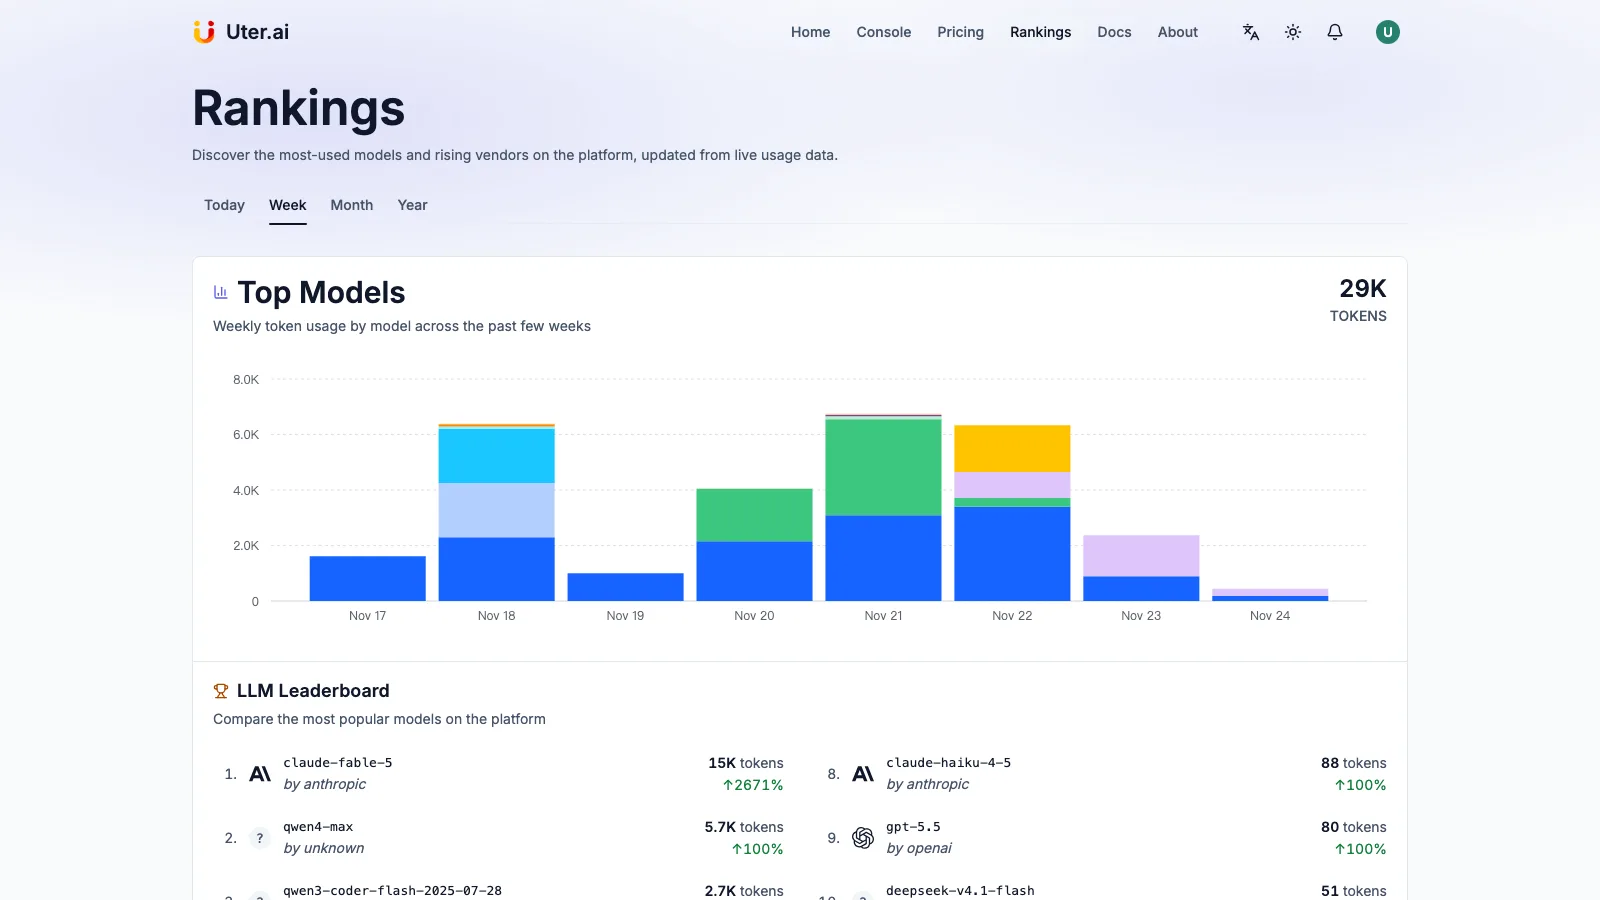 Uter.ai
Home Console Pricing Rankings Docs About
U
Rankings
Discover the most-used models and rising vendors on the platform, updated from live usage data.
Today Week Month Year
Top Models
29K
TOKENS
Weekly token usage by model across the past few weeks
8.0K
6.0K
4.0K
2.0K
0
Nov 17 Nov 18 Nov 19 Nov 20 Nov 21 Nov 22 Nov 23 Nov 24
LLM Leaderboard
Compare the most popular models on the platform
1. claude-fable-5 15K tokens
by anthropic ↑2671%
2. ? qwen4-max 5.7K tokens
by unknown ↑100%
qwen3-coder-flash-2025-07-28 2.7K tokens
8. claude-haiku-4-5 88 tokens
by anthropic ↑100%
9. gpt-5.5 80 tokens
by openai ↑100%
deepseek-v4.1-flash 51 tokens